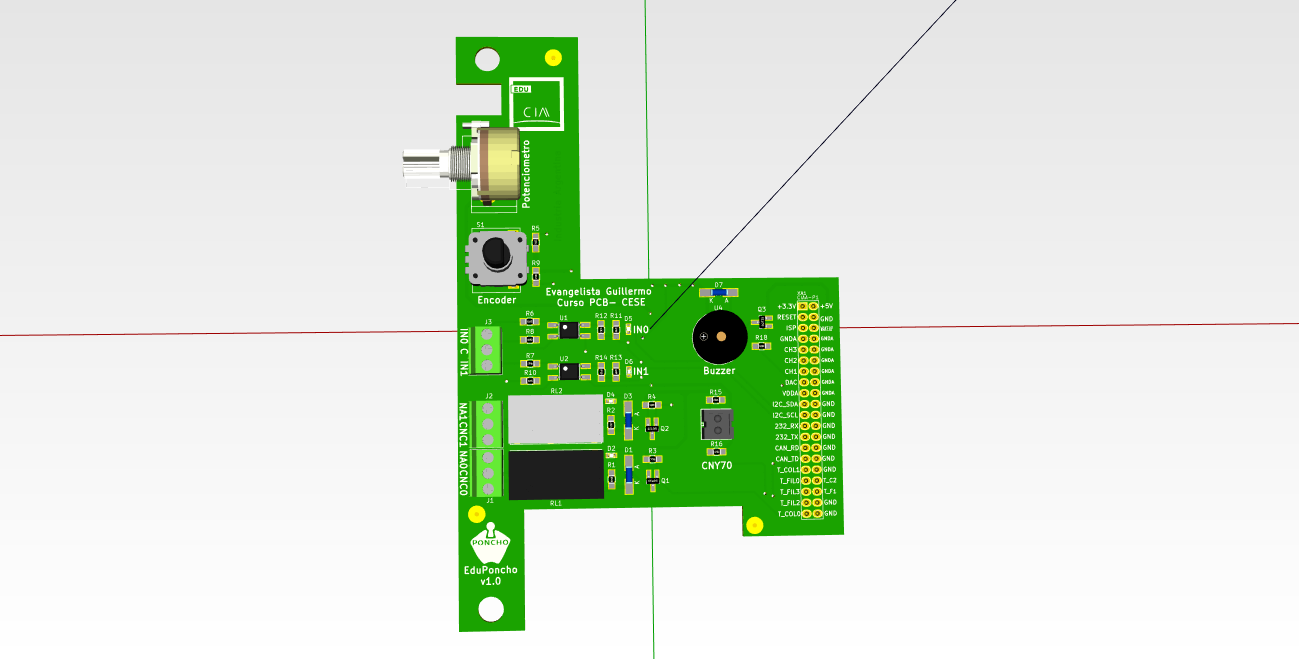 EDU
CIAA
Potenciometro
S1
R5
R9
Encoder
Evangelista Guillermo
Curso PCB- CESE
D7
K A
U4
Q3
R18
Buzzer
J3
IN0 C IN1
R6
R8
U1
R12 R11
D5
IN0
R7
R10
U2
R14 R13
D6
IN1
J2
NA1CNC1
RL2
D4
R2
D3
A
K
R4
Q2
NA0CNC0
J1
RL1
D2
R1
D1
A
K
R3
Q1
R15
R16
CNY70
+3.3V +5V
RESET GND
ISP
GNDA GNDA
CH3 GNDA
CH2 GNDA
CH1 GNDA
DAC GNDA
VDDA GNDA
I2C_SDA GND
I2C_SCL GND
232_RX GND
232_TX GND
CAN_RD GND
CAN_TD GND
T_COL1 GND
T_FIL0 T_C2
T_FIL3 T_F1
T_FIL2 GND
T_COL0 GND
PONCHO
EduPoncho
v1.0